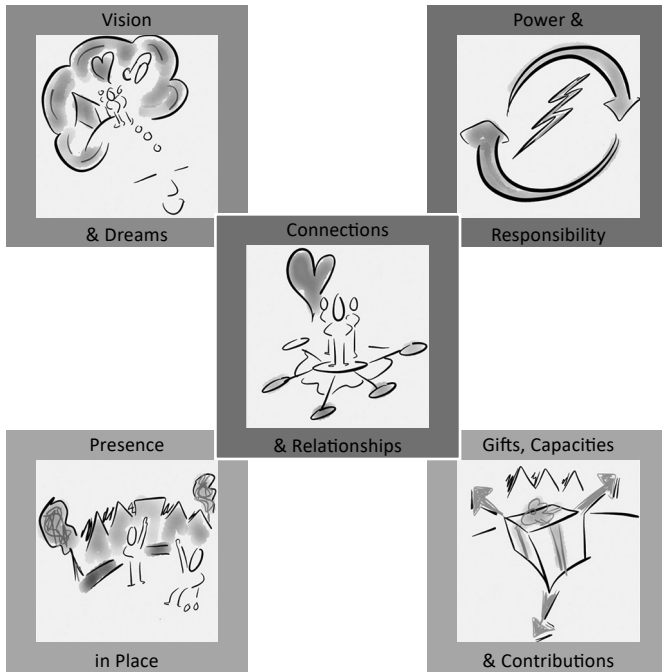 Vision
& Dreams
Power &
Responsibility
Connections
& Relationships
Presence
in Place
Gifts, Capacities
& Contributions